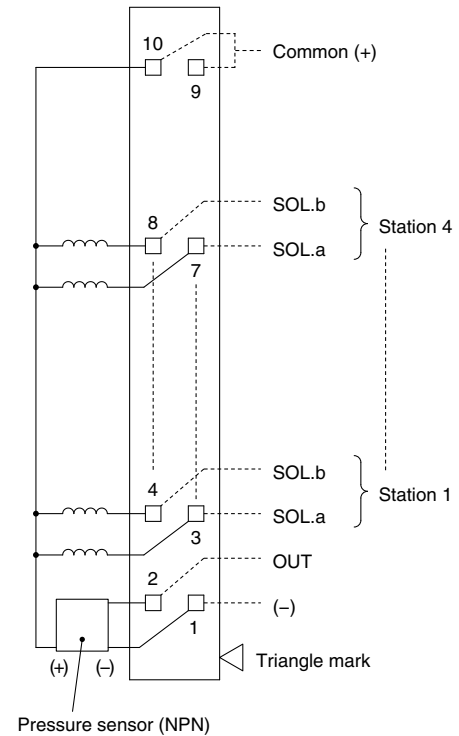 10
Common (+)
9
8
SOL.b
Station 4
SOL.a
7
4
SOL.b
Station 1
SOL.a
3
2
OUT
(–)
1
Triangle mark
(+)
(–)
Pressure sensor (NPN)